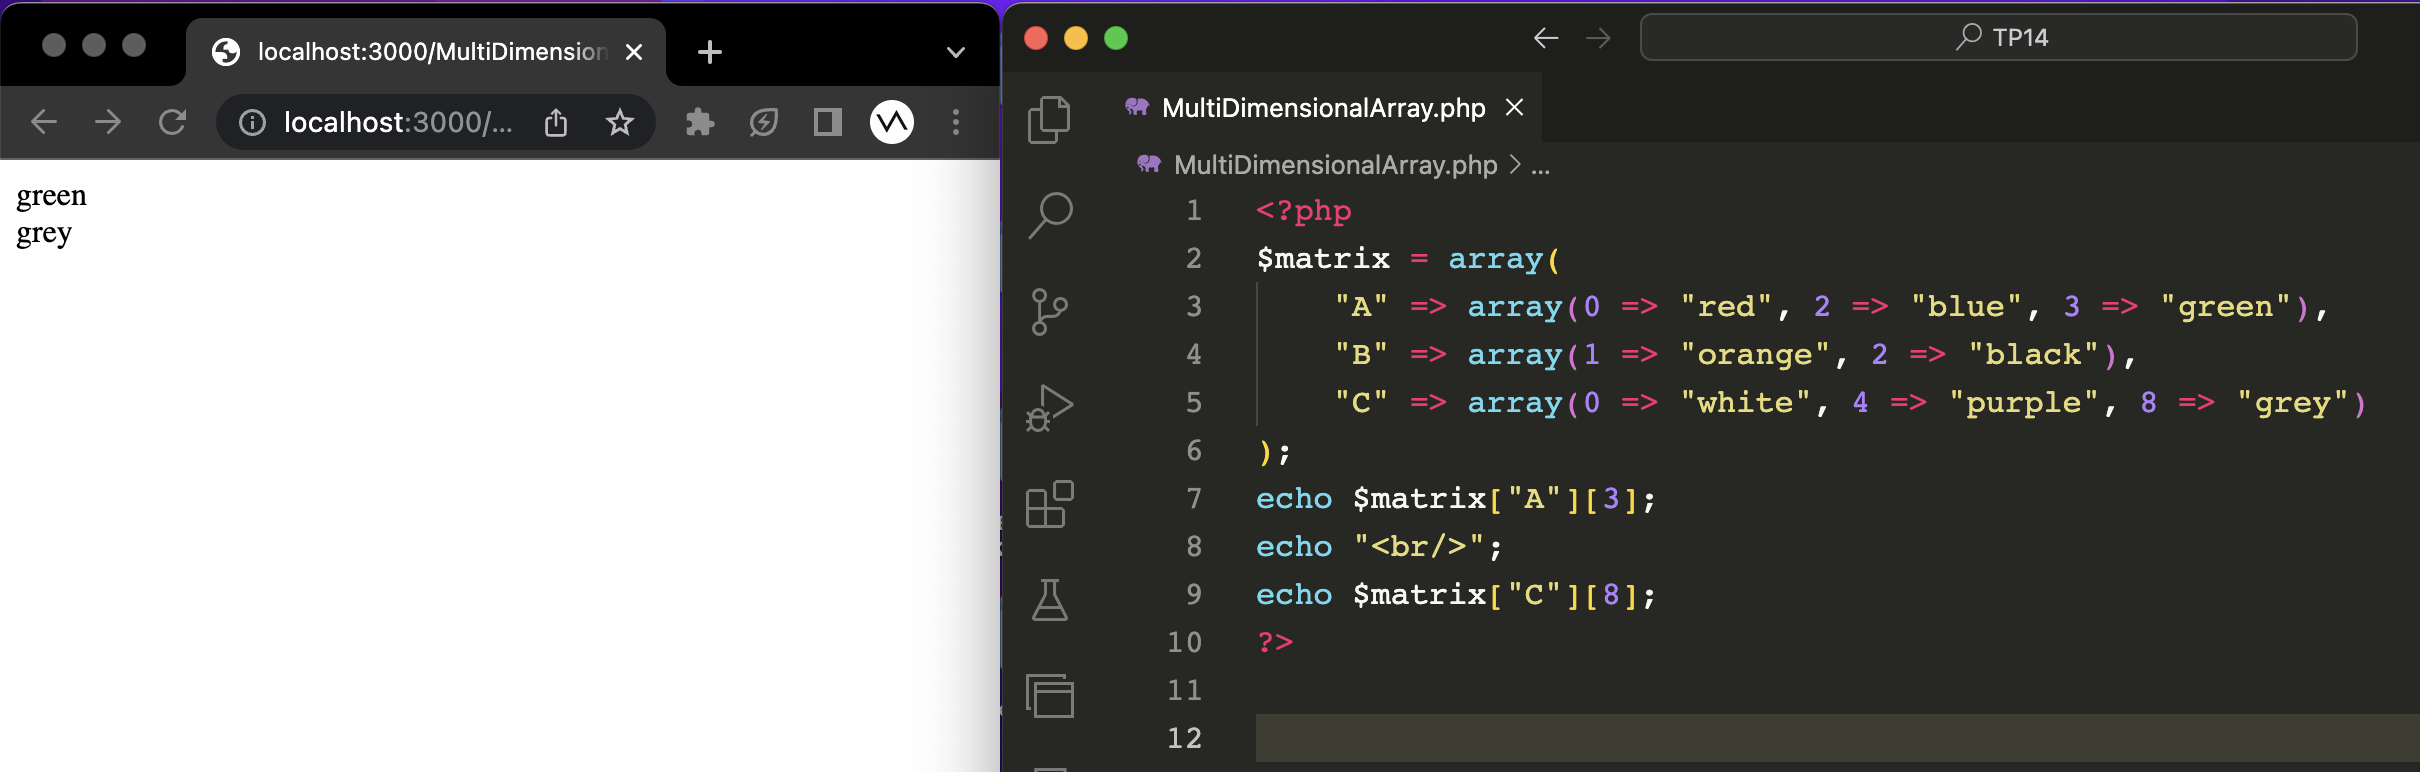 localhost:3000/MultiDimension
localhost:3000/...
green
grey
TP14
MultiDimensionalArray.php
MultiDimensionalArray.php > ...
1 <?php
2 $matrix = array(
3 "A" => array(0 => "red", 2 => "blue", 3 => "green"),
4 "B" => array(1 => "orange", 2 => "black"),
5 "C" => array(0 => "white", 4 => "purple", 8 => "grey")
6 );
7 echo $matrix["A"][3];
8 echo "<br/>";
9 echo $matrix["C"][8];
10 ?>
11
12